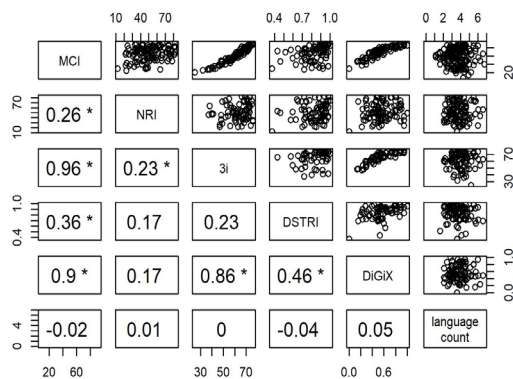 10 40 70 0.4 0.7 1.0 0 2 4 6
MCI 20
10 40 70 0.26 * NRI
0.96 * 0.23 * 3i 30 50 70
0.4 1.0 0.36 * 0.17 0.23 DSTRI
0.9 * 0.17 0.86 * 0.46 * DiGiX 0.0 1.0
0 4 -0.02 0.01 0 -0.04 0.05 language
count
20 60 30 50 70 0.0 0.6